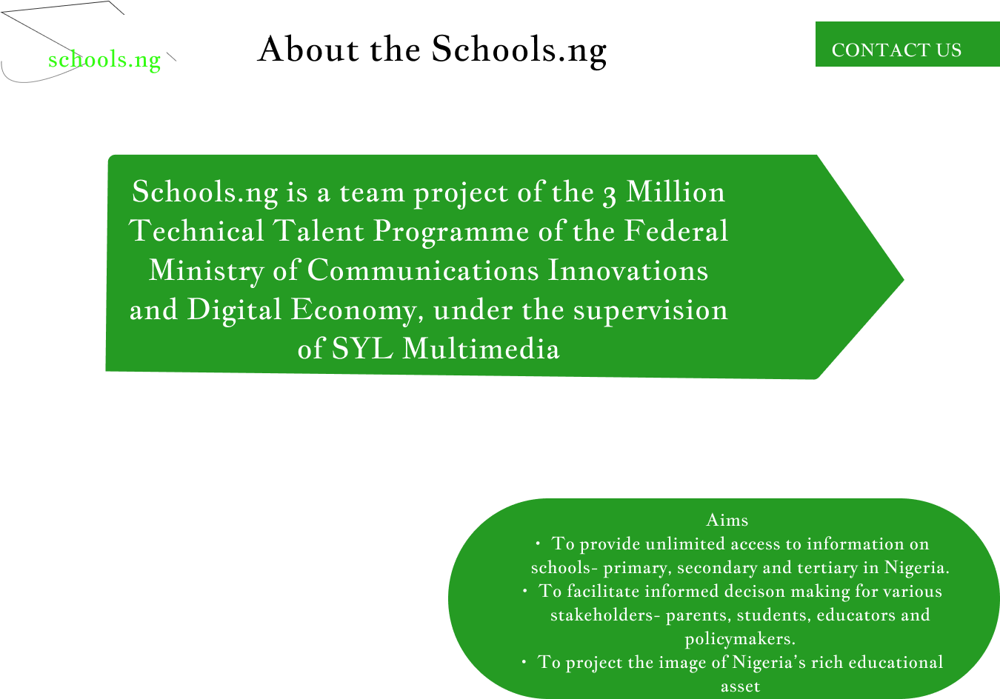 schools.ng
About the Schools.ng
CONTACT US
Schools.ng is a team project of the 3 Million
Technical Talent Programme of the Federal
Ministry of Communications Innovations
and Digital Economy, under the supervision
of SYL Multimedia
Aims
• To provide unlimited access to information on
schools- primary, secondary and tertiary in Nigeria.
• To facilitate informed decison making for various
stakeholders- parents, students, educators and
policymakers.
• To project the image of Nigeria’s rich educational
asset